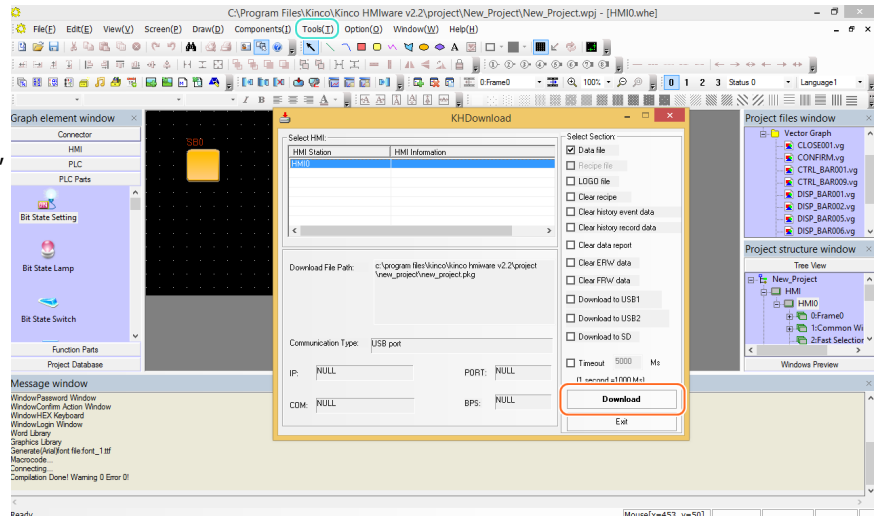 C:\Program Files\Kinco\Kinco HMIware v2.2\project\New_Project\New_Project.wpj - [HMI0.whe]
File(F) Edit(E) View(V) Screen(P) Draw(D) Components(I) Tools(T) Option(O) Window(W) Help(H)
0:Frame0 100% 0 1 2 3 Status 0 Language1
Graph element window
Connector
HMI
PLC
PLC Parts
Bit State Setting
Bit State Lamp
Bit State Switch
Function Parts
Project Database
SB0
KHDownload
Select HMI:
HMI Station HMI Information
HMI0
Download File Path: c:\program files\kinco\kinco hmiware v2.2\project
\new_project\new_project.pkg
Communication Type: USB port
IP: NULL PORT: NULL
COM: NULL BPS: NULL
Select Section:
Data file
Recipe file
LOGO file
Clear recipe
Clear history event data
Clear history record data
Clear data report
Clear ERW data
Clear FRW data
Download to USB1
Download to USB2
Download to SD
Timeout 5000 Ms
(1 second =1000 Ms)
Download
Exit
Project files window
Vector Graph
CLOSE001.vg
CONFIRM.vg
CTRL_BAR001.vg
CTRL_BAR009.vg
DISP_BAR001.vg
DISP_BAR002.vg
DISP_BAR005.vg
DISP_BAR006.vg
Project structure window
Tree View
New_Project
HMI
HMI0
0:Frame0
1:Common Wi
2:Fast Selection
Windows Preview
Message window
WindowPassword Window
WindowConfirm Action Window
WindowHEX Keyboard
WindowLogin Window
Word Library
Graphics Library
Generate(Arial)font file:font_1.ttf
Macrocode...
Connecting...
Compilation Done! Warning 0 Error 0!
Ready Mouse[x=453 y=50]